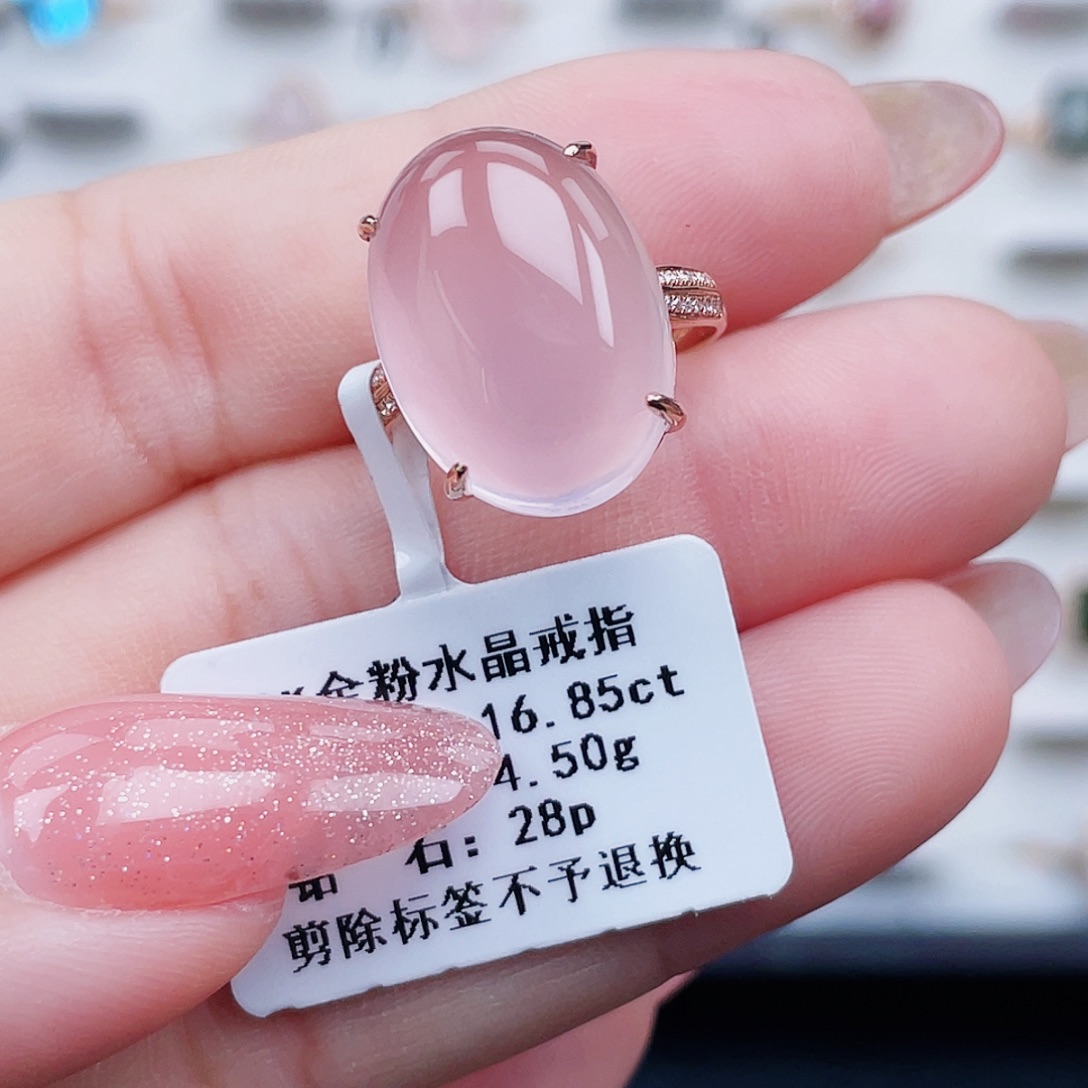 金粉水晶戒指
16.85ct
4.50g
石：28p
剪除标签不予退换